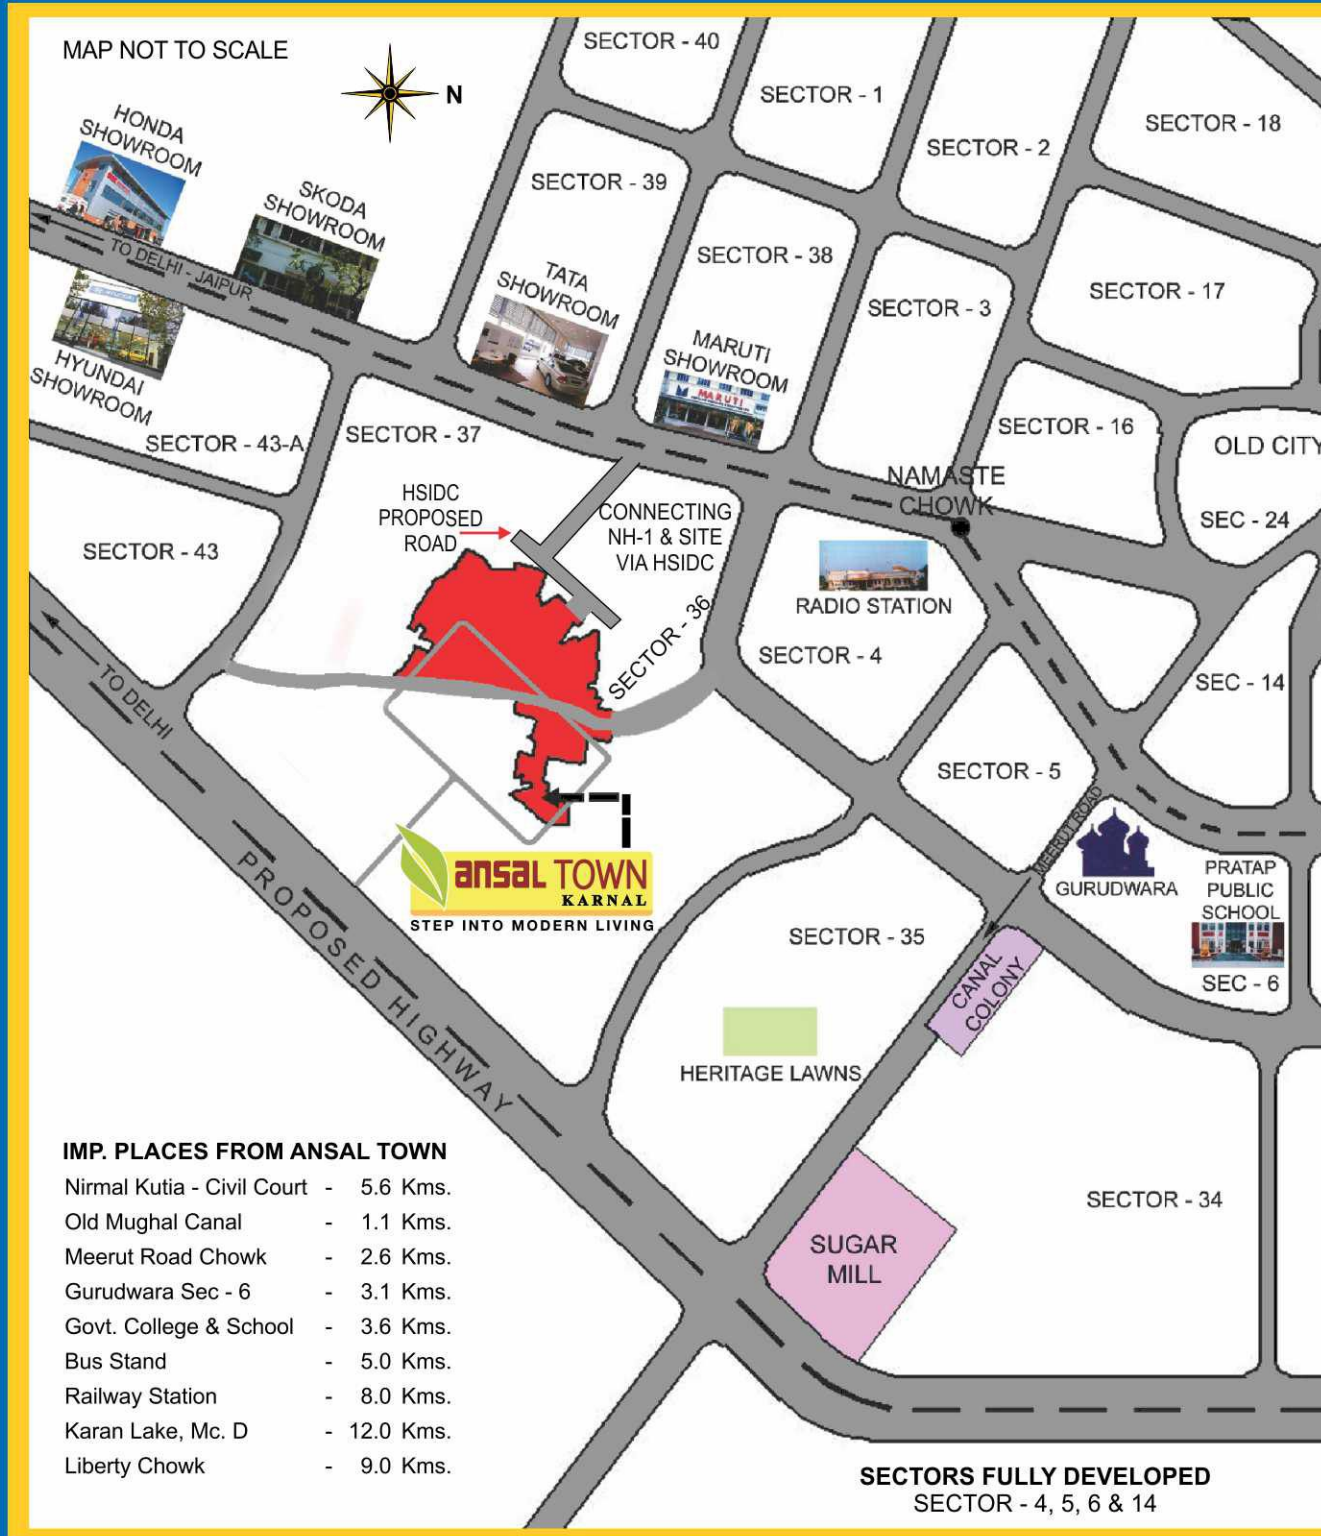 MAP NOT TO SCALE
N
SECTOR - 40
SECTOR - 1
SECTOR - 2
SECTOR - 18
HONDA
SHOWROOM
SKODA
SHOWROOM
SECTOR - 39
SECTOR - 38
SECTOR - 3
SECTOR - 17
TO DELHI - JAIPUR
TATA
SHOWROOM
MARUTI
SHOWROOM
MARUTI
HYUNDAI
SHOWROOM
SECTOR - 43-A
SECTOR - 37
SECTOR - 16
OLD CITY
SEC - 24
NAMASTE
CHOWK
HSIDC
PROPOSED
ROAD
CONNECTING
NH-1 & SITE
VIA HSIDC
SECTOR - 43
RADIO STATION
SECTOR - 36
SECTOR - 4
SEC - 14
TO DELHI
SECTOR - 5
MEERUT ROAD
GURUDWARA
PRATAP
PUBLIC
SCHOOL
SEC - 6
ansal TOWN
KARNAL
STEP INTO MODERN LIVING
PROPOSED HIGHWAY
SECTOR - 35
CANAL
COLONY
HERITAGE LAWNS
SECTOR - 34
SUGAR
MILL
IMP. PLACES FROM ANSAL TOWN
Nirmal Kutia - Civil Court - 5.6 Kms.
Old Mughal Canal - 1.1 Kms.
Meerut Road Chowk - 2.6 Kms.
Gurudwara Sec - 6 - 3.1 Kms.
Govt. College & School - 3.6 Kms.
Bus Stand - 5.0 Kms.
Railway Station - 8.0 Kms.
Karan Lake, Mc. D - 12.0 Kms.
Liberty Chowk - 9.0 Kms.
SECTORS FULLY DEVELOPED
SECTOR - 4, 5, 6 & 14